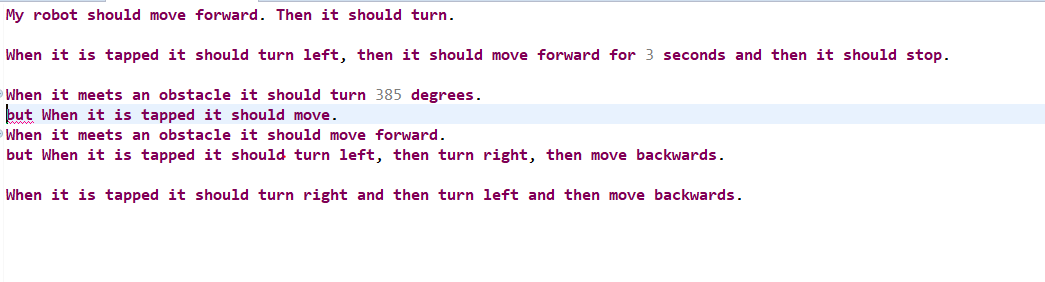 My robot should move forward. Then it should turn.
When it is tapped it should turn left, then it should move forward for 3 seconds and then it should stop.
When it meets an obstacle it should turn 385 degrees.
but When it is tapped it should move.
When it meets an obstacle it should move forward.
but When it is tapped it should turn left, then turn right, then move backwards.
When it is tapped it should turn right and then turn left and then move backwards.